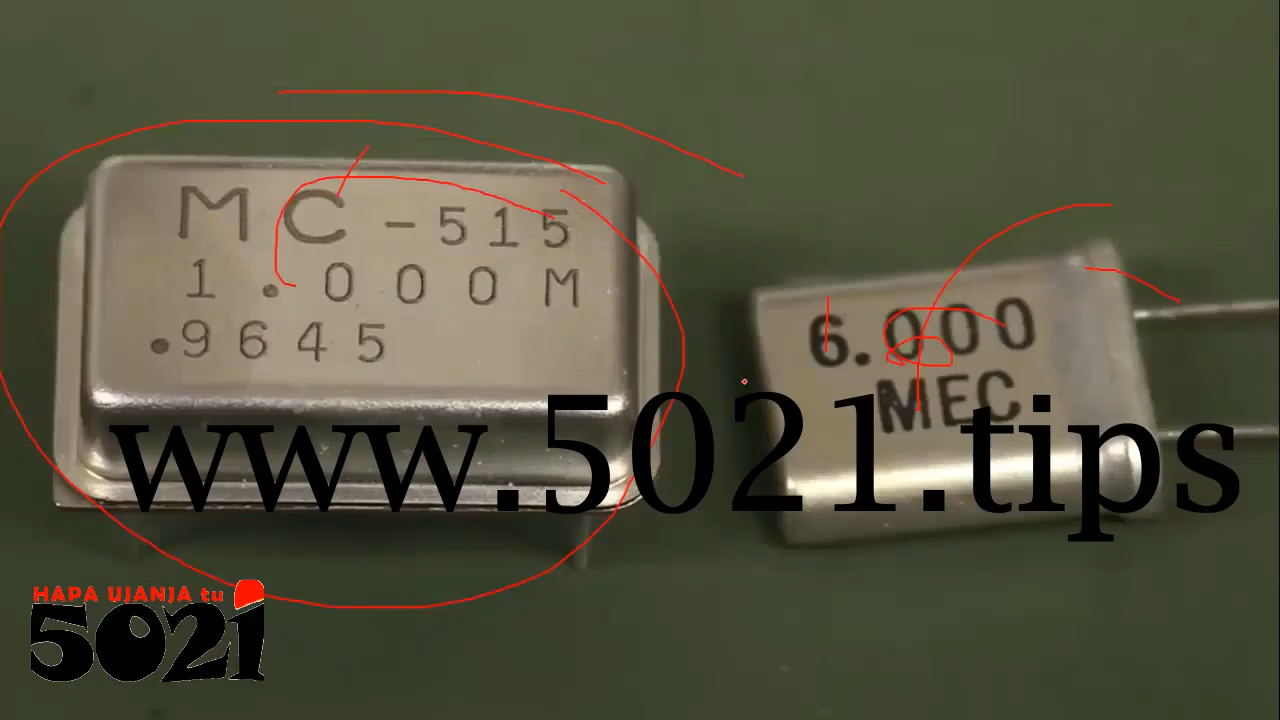 MC-515
1.000M
.9645
6.000
MEC
www.5021.tips
HAPA UJANJA tu
5021